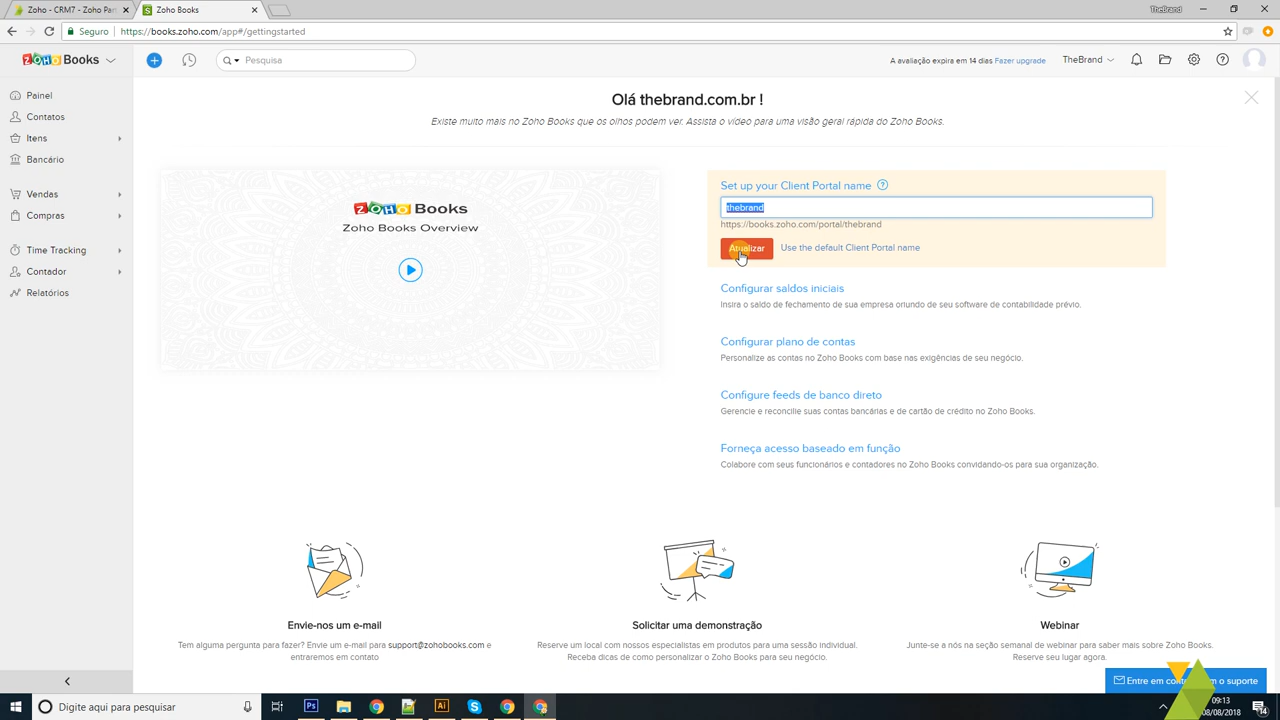 Zoho - CRM7 - Zoho Par
Zoho Books
TheBrand
Seguro
https://books.zoho.com/app#/gettingstarted
ZOHO Books
Pesquisa
A avaliação expira em 14 dias Fazer upgrade
TheBrand
Painel
Contatos
Itens
Bancário
Vendas
Compras
Time Tracking
Contador
Relatórios
Olá thebrand.com.br !
Existe muito mais no Zoho Books que os olhos podem ver. Assista o vídeo para uma visão geral rápida do Zoho Books.
ZOHO Books
Zoho Books Overview
Set up your Client Portal name
thebrand
https://books.zoho.com/portal/thebrand
Atualizar
Use the default Client Portal name
Configurar saldos iniciais
Insira o saldo de fechamento de sua empresa oriundo de seu software de contabilidade prévio.
Configurar plano de contas
Personalize as contas no Zoho Books com base nas exigências de seu negócio.
Configure feeds de banco direto
Gerencie e reconcilie suas contas bancárias e de cartão de crédito no Zoho Books.
Forneça acesso baseado em função
Colabore com seus funcionários e contadores no Zoho Books convidando-os para sua organização.
Envie-nos um e-mail
Tem alguma pergunta para fazer? Envie um e-mail para support@zohobooks.com e
entraremos em contato
Solicitar uma demonstração
Reserve um local com nossos especialistas em produtos para uma sessão individual.
Receba dicas de como personalizar o Zoho Books para seu negócio.
Webinar
Junte-se a nós na seção semanal de webinar para saber mais sobre Zoho Books.
Reserve seu lugar agora.
Entre em cont o suporte
Digite aqui para pesquisar
Ps
Ai
09:13
08/08/2018
14